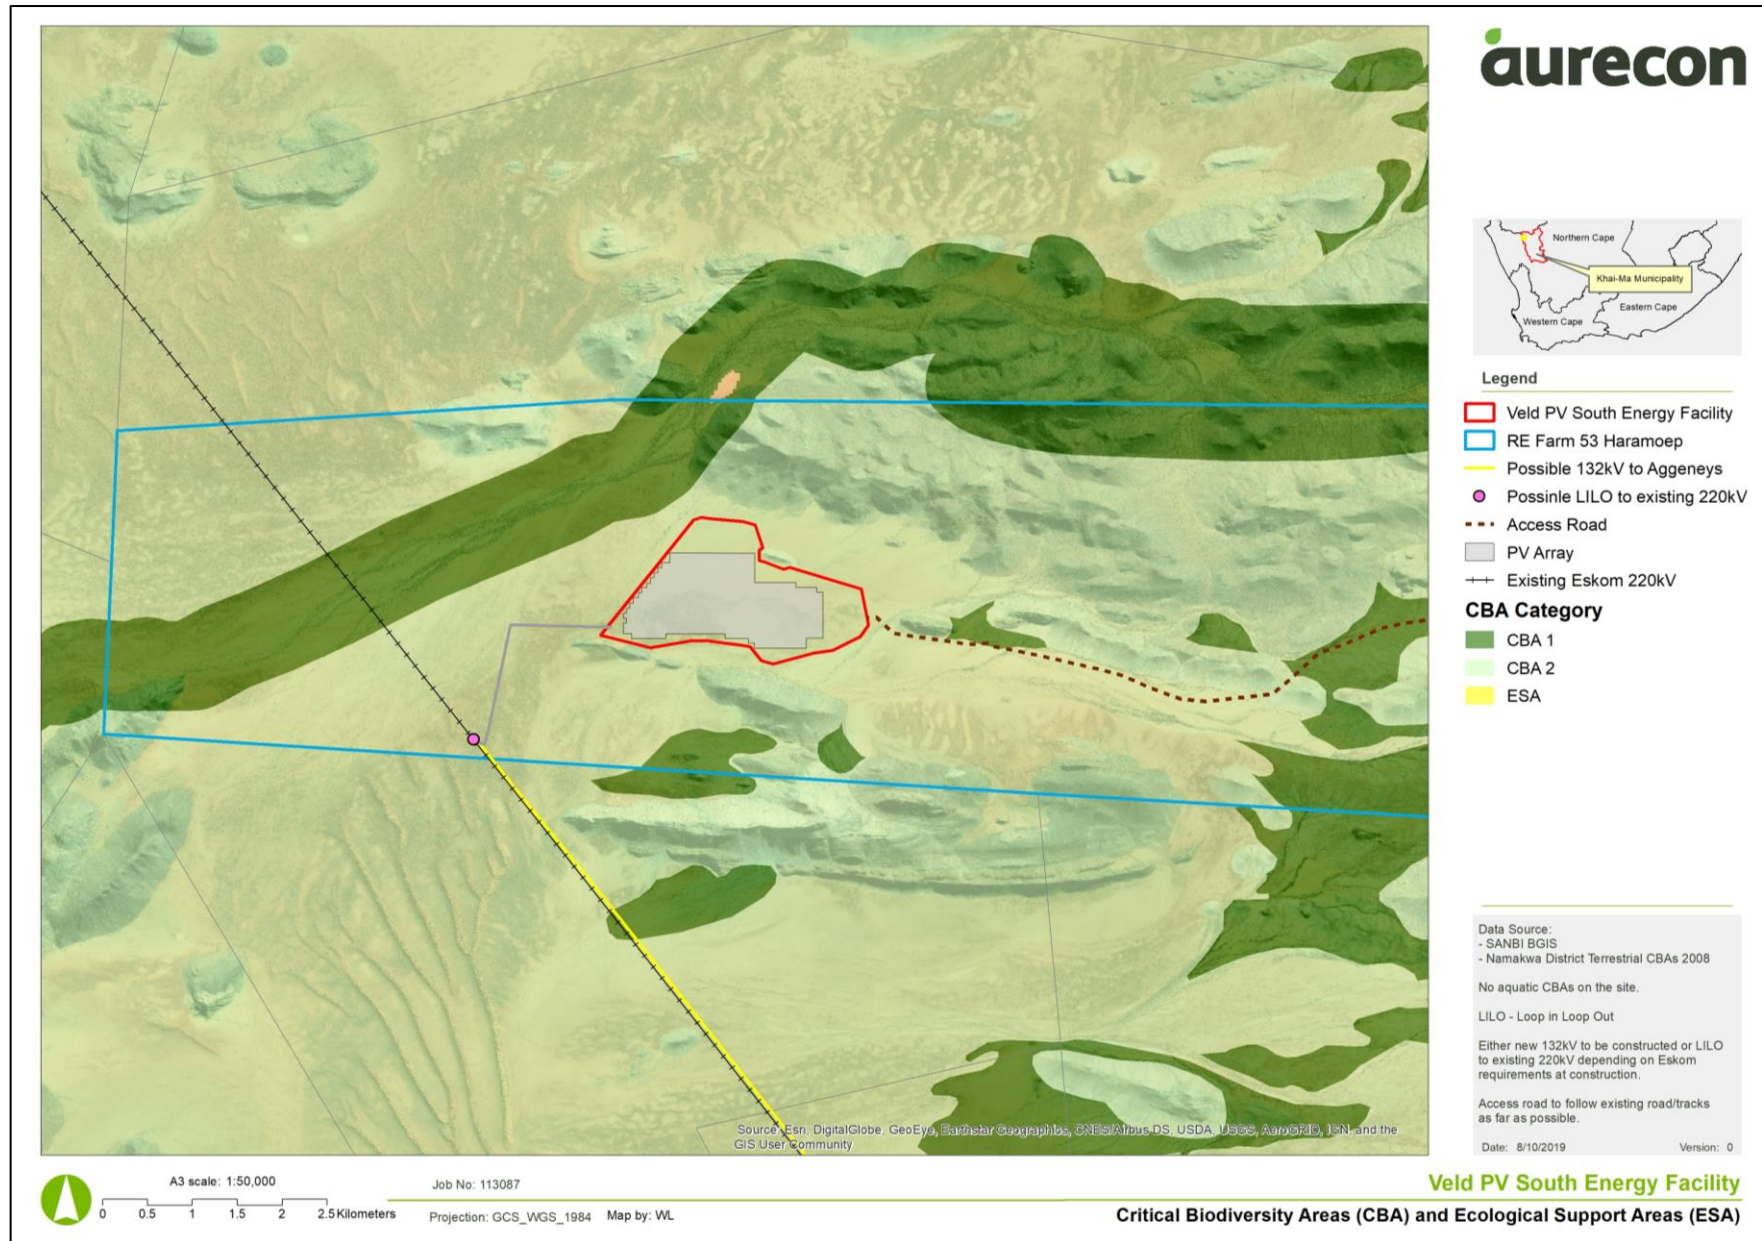 aurecon
Northern Cape
Khai-Ma Municipality
Eastern Cape
Western Cape
Legend
Veld PV South Energy Facility
RE Farm 53 Haramoep
Possible 132kV to Aggeneys
Possinle LILO to existing 220kV
Access Road
PV Array
Existing Eskom 220kV
CBA Category
CBA 1
CBA 2
ESA
Data Source:
- SANBI BGIS
- Namakwa District Terrestrial CBAs 2008
No aquatic CBAs on the site.
LILO - Loop in Loop Out
Either new 132kV to be constructed or LILO
to existing 220kV depending on Eskom
requirements at construction.
Access road to follow existing road/tracks
as far as possible.
Date: 8/10/2019 Version: 0
Source: Esri, DigitalGlobe, GeoEye, Earthstar Geographics, CNES/Airbus DS, USDA, USGS, AeroGRID, IGN, and the
GIS User Community
A3 scale: 1:50,000
0 0.5 1 1.5 2 2.5 Kilometers
Job No: 113087
Projection: GCS_WGS_1984 Map by: WL
Veld PV South Energy Facility
Critical Biodiversity Areas (CBA) and Ecological Support Areas (ESA)